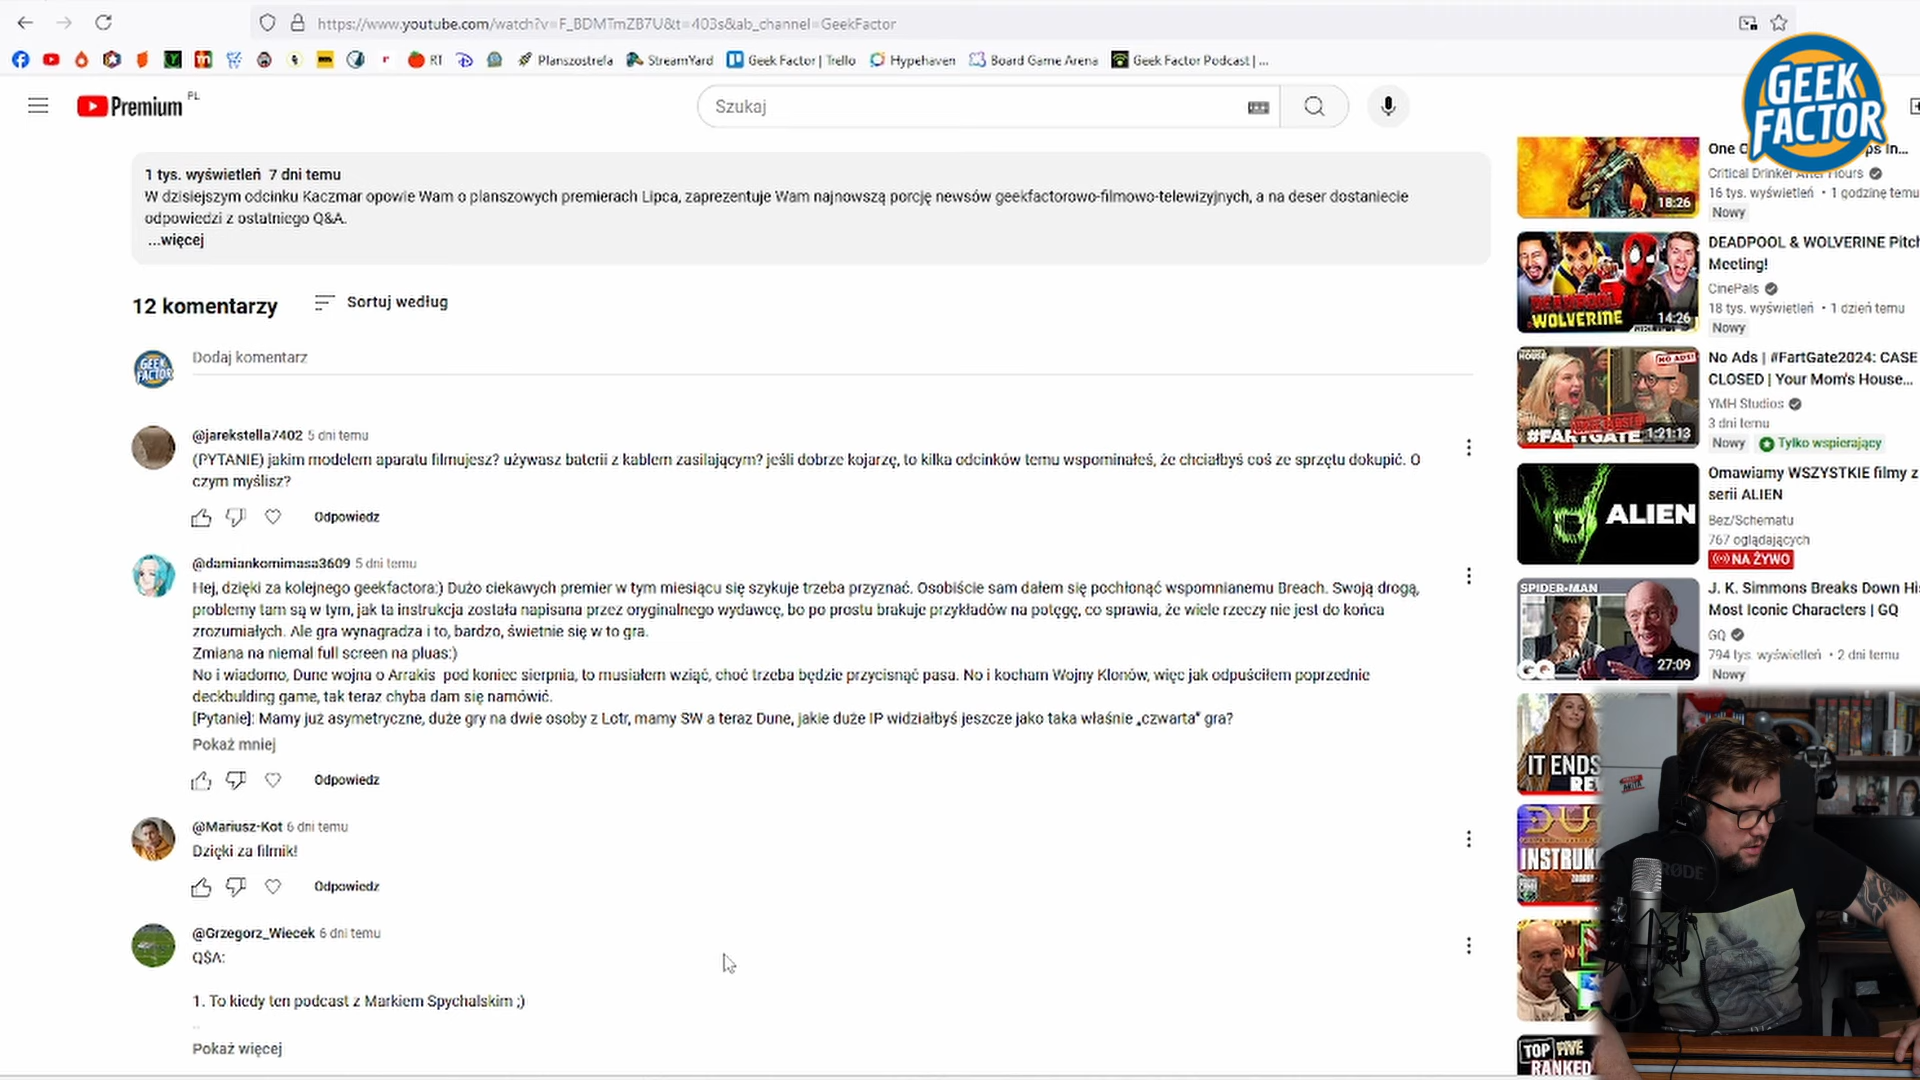 https://www.youtube.com/watch?v=F_BDMTmZB7U&t=403s&ab_channel=GeekFactor
RT
Planszostrefa
StreamYard
Geek Factor | Trello
Hypehaven
Board Game Arena
Geek Factor Podcast | ...
GEEK
FACTOR
Premium PL
Szukaj
1 tys. wyświetleń 7 dni temu
W dzisiejszym odcinku Kaczmar opowie Wam o planszowych premierach Lipca, zaprezentuje Wam najnowszą porcję newsów geekfactorowo-filmowo-telewizyjnych, a na deser dostaniecie
odpowiedzi z ostatniego Q&A.
...więcej
12 komentarzy
Sortuj według
GEEK
FACTOR
Dodaj komentarz
@jarekstella7402 5 dni temu
(PYTANIE) jakim modelem aparatu filmujesz? używasz baterii z kablem zasilającym? jeśli dobrze kojarzę, to kilka odcinków temu wspominałeś, że chciałbyś coś ze sprzętu dokupić. O
czym myślisz?
Odpowiedz
@damiankomimasa3609 5 dni temu
Hej, dzięki za kolejnego geekfactora:) Dużo ciekawych premier w tym miesiącu się szykuje trzeba przyznać. Osobiście sam dałem się pochłonąć wspomnianemu Breach. Swoją drogą,
problemy tam są w tym, jak ta instrukcja została napisana przez oryginalnego wydawcę, bo po prostu brakuje przykładów na potęgę, co sprawia, że wiele rzeczy nie jest do końca
zrozumiałych. Ale gra wynagradza i to, bardzo, świetnie się w to gra.
Zmiana na niemal full screen na pluas:)
No i wiadomo, Dune wojna o Arrakis pod koniec sierpnia, to musiałem wziąć, choć trzeba będzie przycisnąć pasa. No i kocham Wojny Klonów, więc jak odpuściłem poprzednie
deckbulding game, tak teraz chyba dam się namówić.
[Pytanie]: Mamy już asymetryczne, duże gry na dwie osoby z Lotr, mamy SW a teraz Dune, jakie duże IP widziałbyś jeszcze jako taka właśnie „czwarta" gra?
Pokaż mniej
Odpowiedz
@Mariusz-Kot 6 dni temu
Dzięki za filmik!
Odpowiedz
@Grzegorz_Wiecek 6 dni temu
Q$A:
1. To kiedy ten podcast z Markiem Spychalskim ;)
..
Pokaż więcej
18:26
Critical Drinker After Hours
16 tys. wyświetleń • 1 godzinę temu
Nowy
DEADPOOL
WOLVERINE
14:26
DEADPOOL & WOLVERINE Pitch
Meeting!
CinePals
18 tys. wyświetleń • 1 dzień temu
Nowy
NO ADS!
#FARTGATE
1:21:13
No Ads | #FartGate2024: CASE
CLOSED | Your Mom's House...
YMH Studios
3 dni temu
Nowy
Tylko wspierający
ALIEN
Omawiamy WSZYSTKIE filmy z
serii ALIEN
Bez/Schematu
767 oglądających
NA ŻYWO
SPIDER-MAN
GQ
27:09
J. K. Simmons Breaks Down His
Most Iconic Characters | GQ
GQ
794 tys. wyświetleń • 2 dni temu
Nowy
IT ENDS
DU
INSTRUK
TOP FIVE
RANKED
RØDE